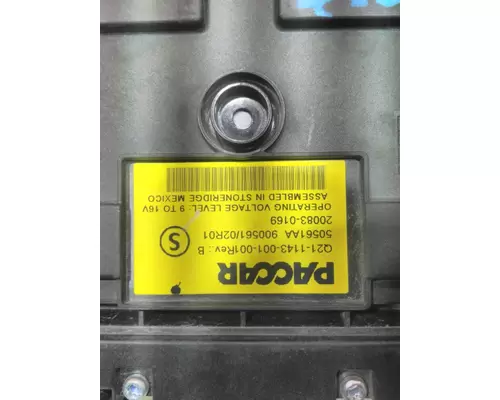 PACCAR
Q21-1143-001-001Rev.: B
50561AA 900561/02R01
20083-0169
S
OPERATING VOLTAGE LEVEL: 9 TO 16V
ASSEMBLED IN STONERIDGE MEXICO